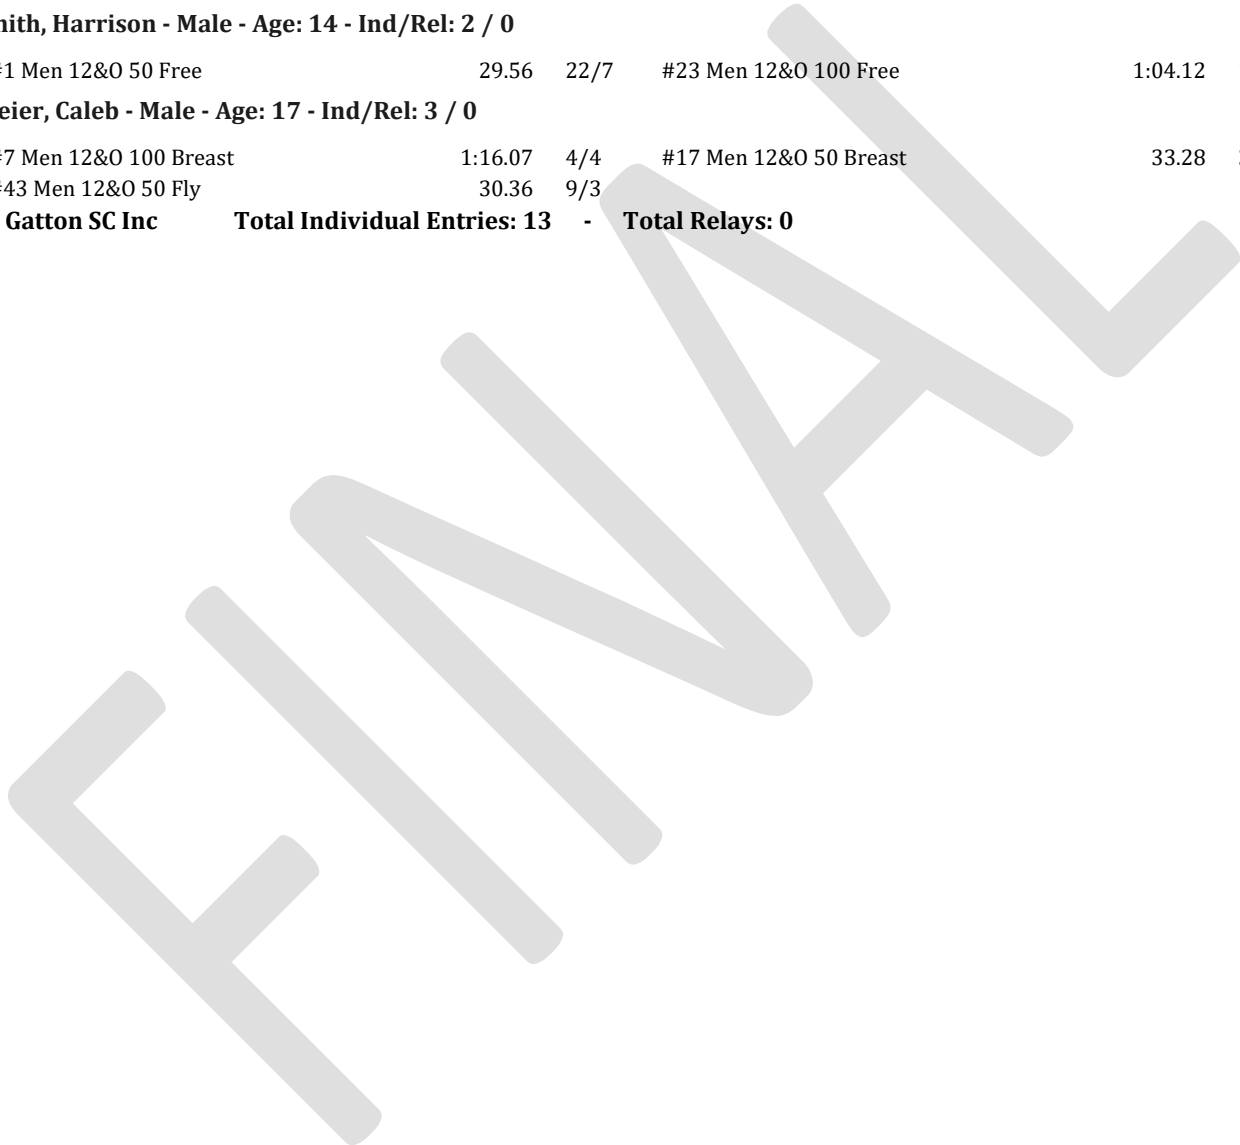 mith, Harrison - Male - Age: 14 - Ind/Rel: 2 / 0
#1 Men 12&O 50 Free 29.56 22/7 #23 Men 12&O 100 Free 1:04.12
eier, Caleb - Male - Age: 17 - Ind/Rel: 3 / 0
#7 Men 12&O 100 Breast 1:16.07 4/4 #17 Men 12&O 50 Breast 33.28
#43 Men 12&O 50 Fly 30.36 9/3
Gatton SC Inc Total Individual Entries: 13 - Total Relays: 0
FINAL